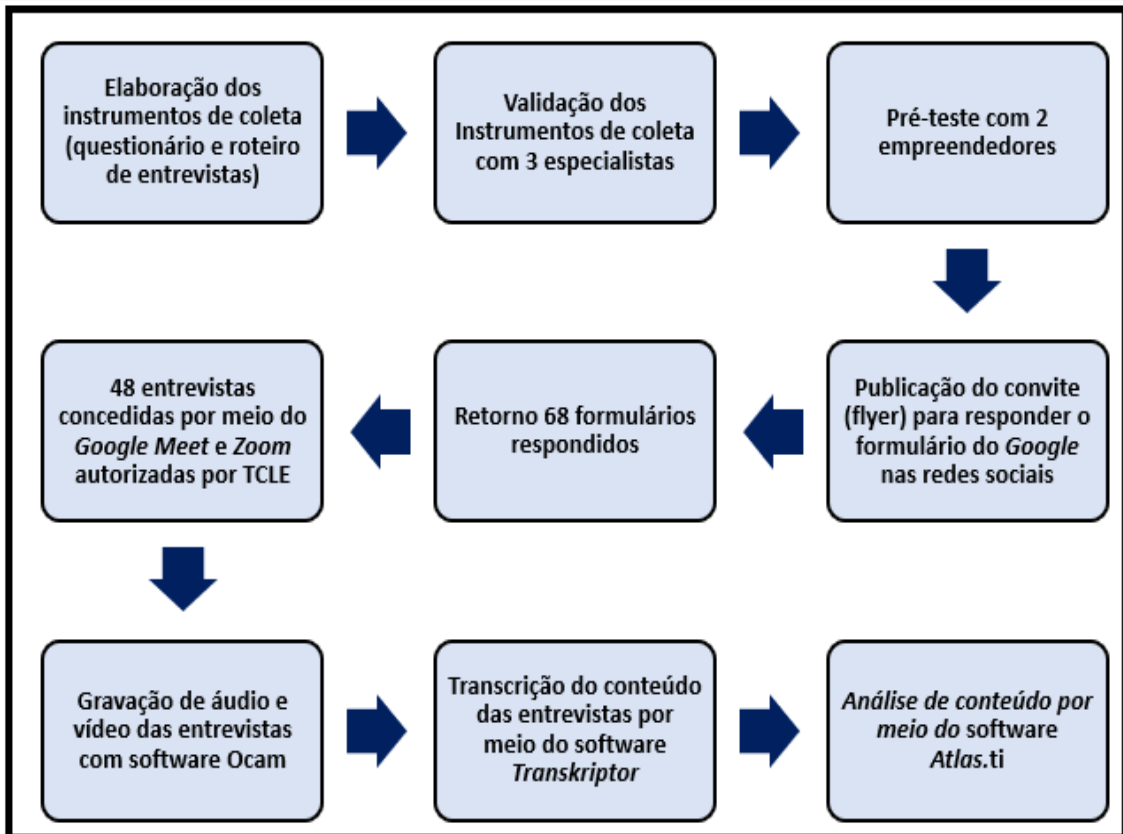 Elaboração dos
instrumentos de coleta
(questionário e roteiro
de entrevistas)
Validação dos
Instrumentos de coleta
com 3 especialistas
Pré-teste com 2
empreendedores
Publicação do convite
(flyer) para responder o
formulário do Google
nas redes sociais
Retorno 68 formulários
respondidos
48 entrevistas
concedidas por meio do
Google Meet e Zoom
autorizadas por TCLE
Gravação de áudio e
vídeo das entrevistas
com software Ocam
Transcrição do conteúdo
das entrevistas por
meio do software
Transkriptor
Análise de conteúdo por
meio do software
Atlas.ti